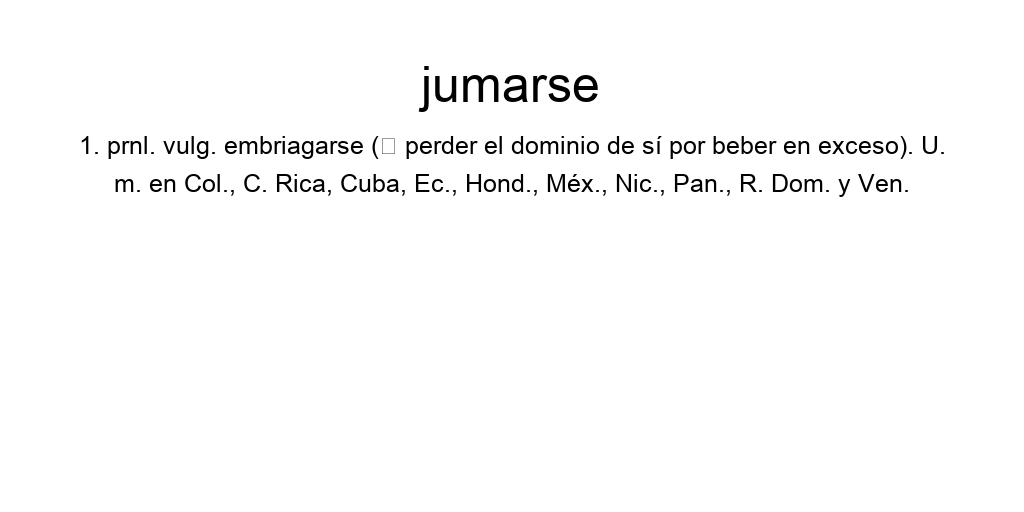 jumarse
1. prnl. vulg. embriagarse (□ perder el dominio de sí por beber en exceso). U.
m. en Col., C. Rica, Cuba, Ec., Hond., Méx., Nic., Pan., R. Dom. y Ven.